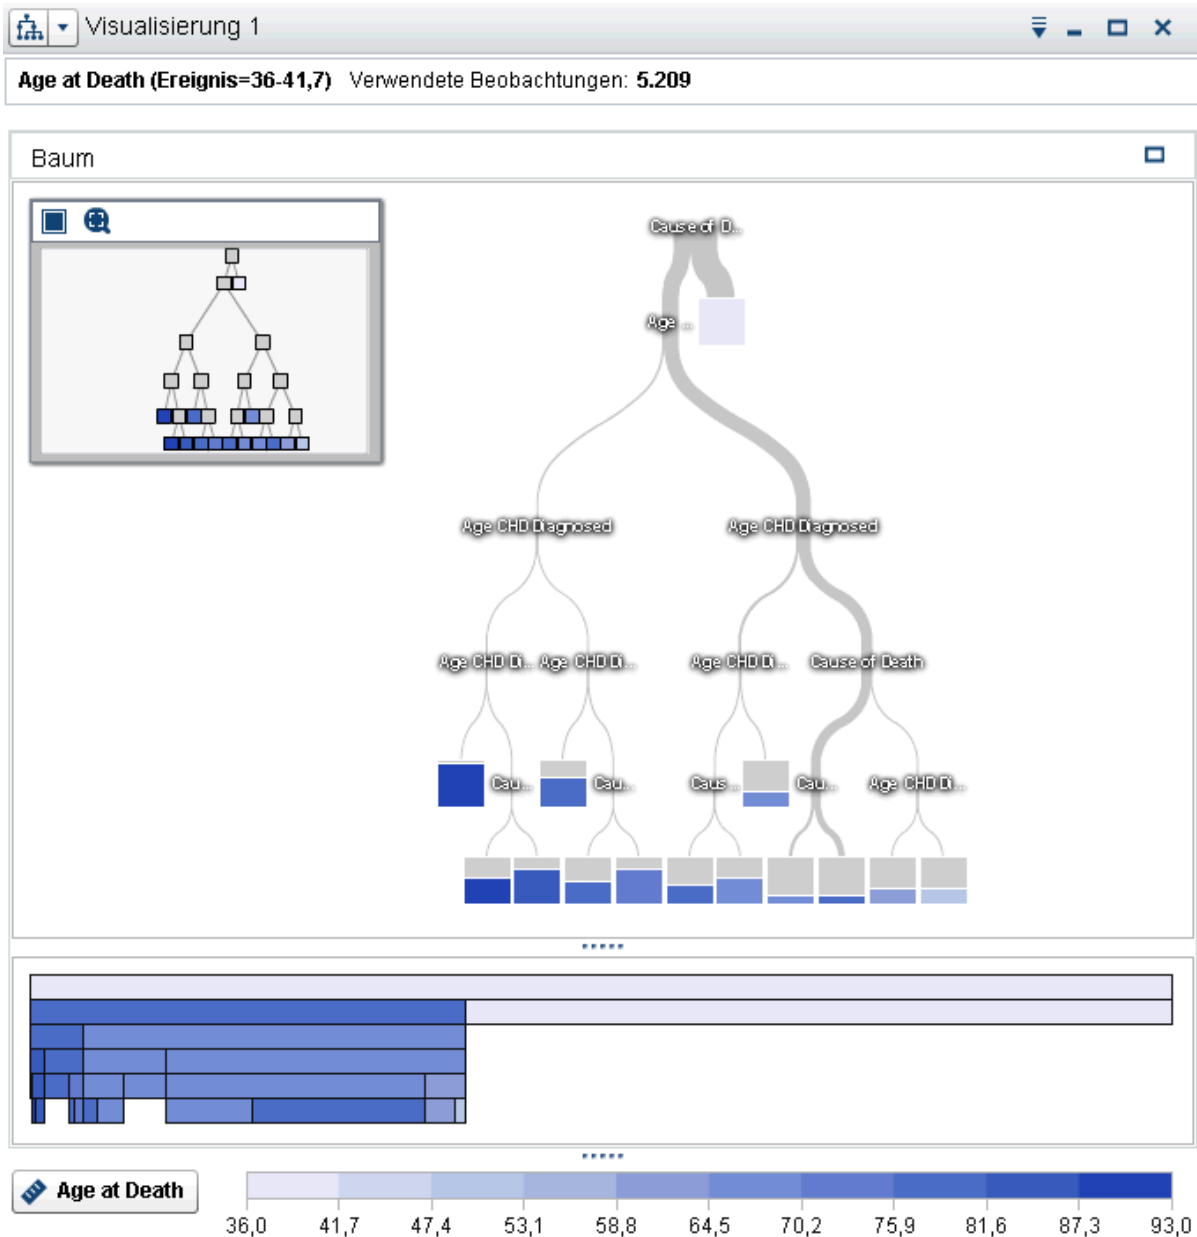 Visualisierung 1
Age at Death (Ereignis=36-41,7) Verwendete Beobachtungen: 5.209
Baum
Cause of D...
Age ...
Age CHD Diagnosed Age CHD Diagnosed
Age CHD Di... Age CHD Di... Age CHD Di... Cause of Death
Cau... Cau... Caus... Cau... Age CHD Di...
Age at Death
36,0 41,7 47,4 53,1 58,8 64,5 70,2 75,9 81,6 87,3 93,0